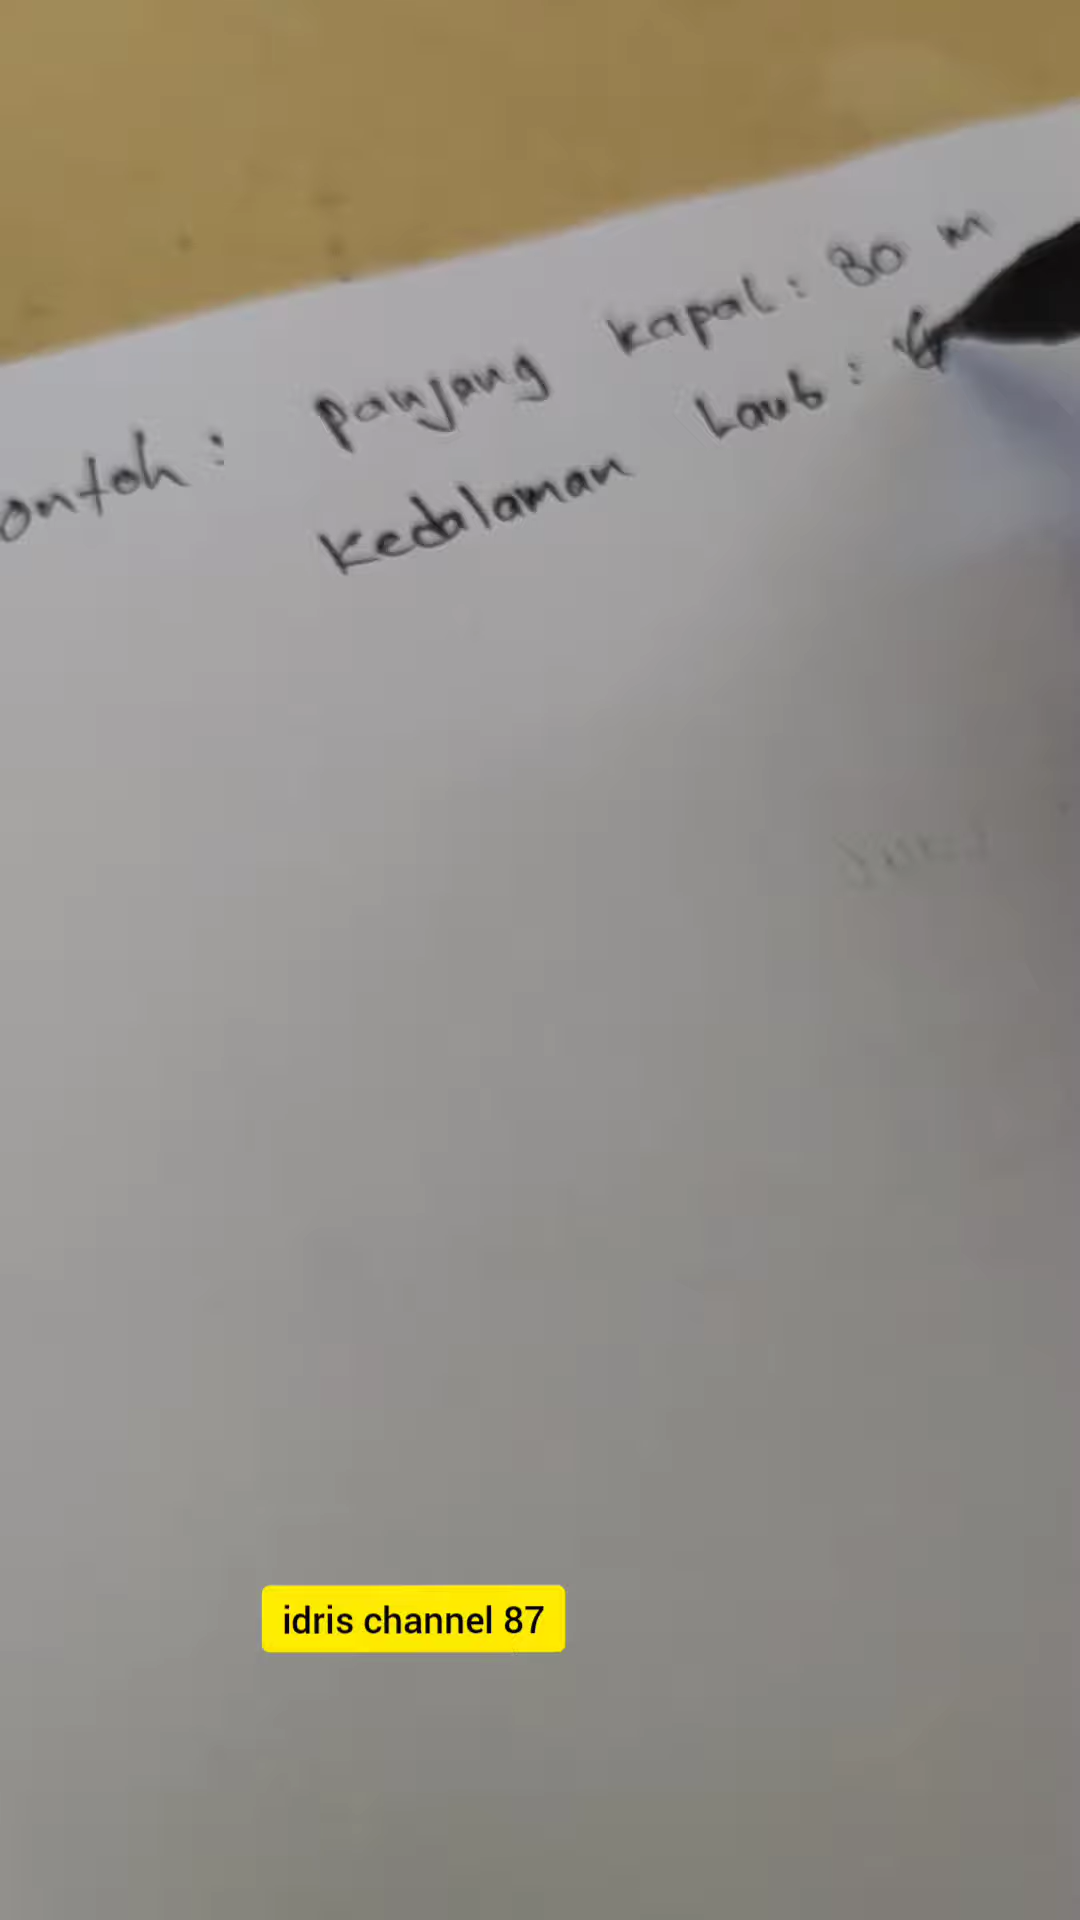 ontoh : panjang kapal : 80 m
Kedalaman Laut :
idris channel 87